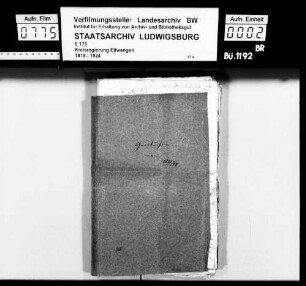 Aufn. Film
0775
Verfilmungsstelle: Landesarchiv BW
Institut für Erhaltung von Archiv- und Bibliotheksgut
STAATSARCHIV LUDWIGSBURG
E 175
Kreisregierung Ellwangen
1818 - 1924
Aufn. Einheit
0002
BR
BÜ.1192